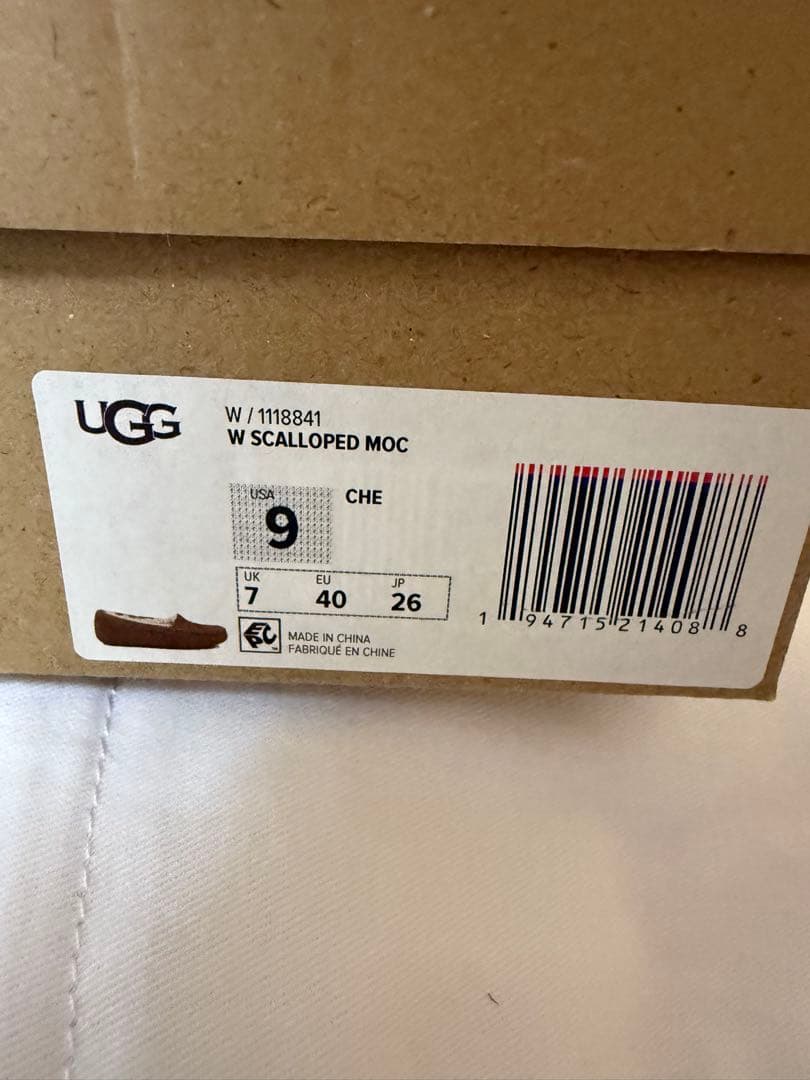 UGG
W / 1118841
W SCALLOPED MOC
USA
9
CHE
UK EU JP
7 40 26
MADE IN CHINA
FABRIQUÉ EN CHINE
1 94715 21408 8